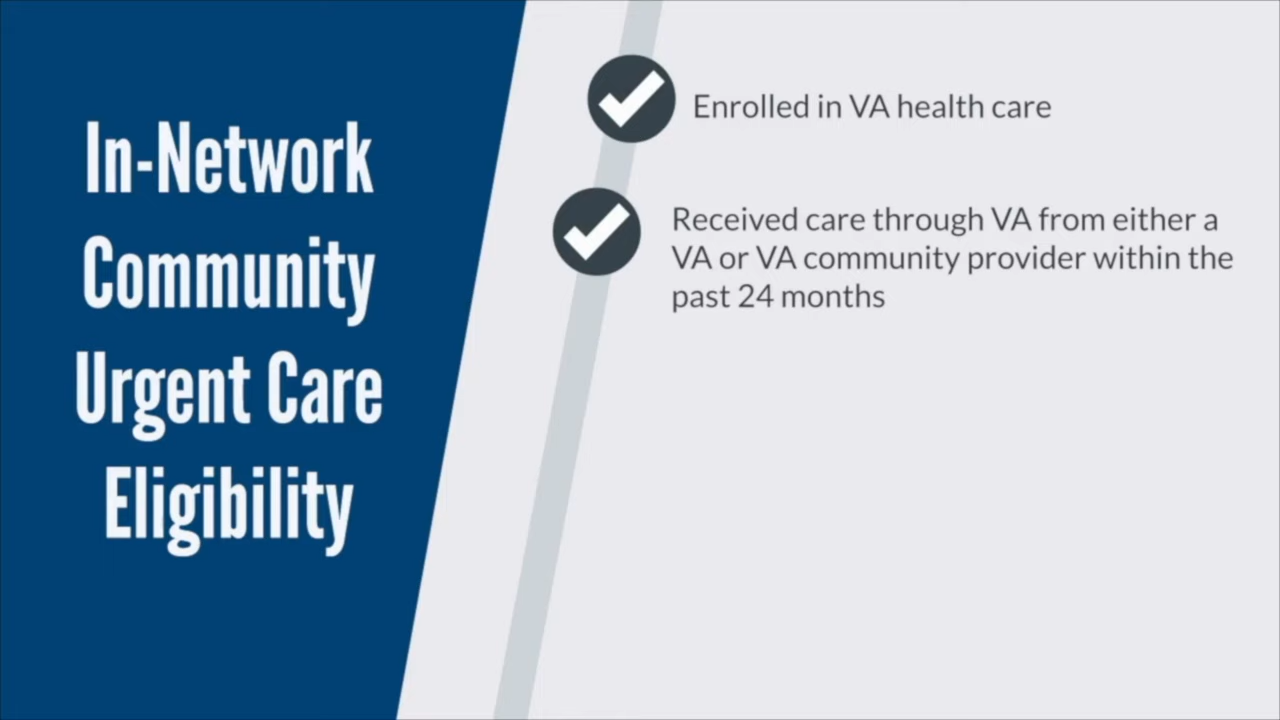 In-Network
Community
Urgent Care
Eligibility
Enrolled in VA health care
Received care through VA from either a
VA or VA community provider within the
past 24 months